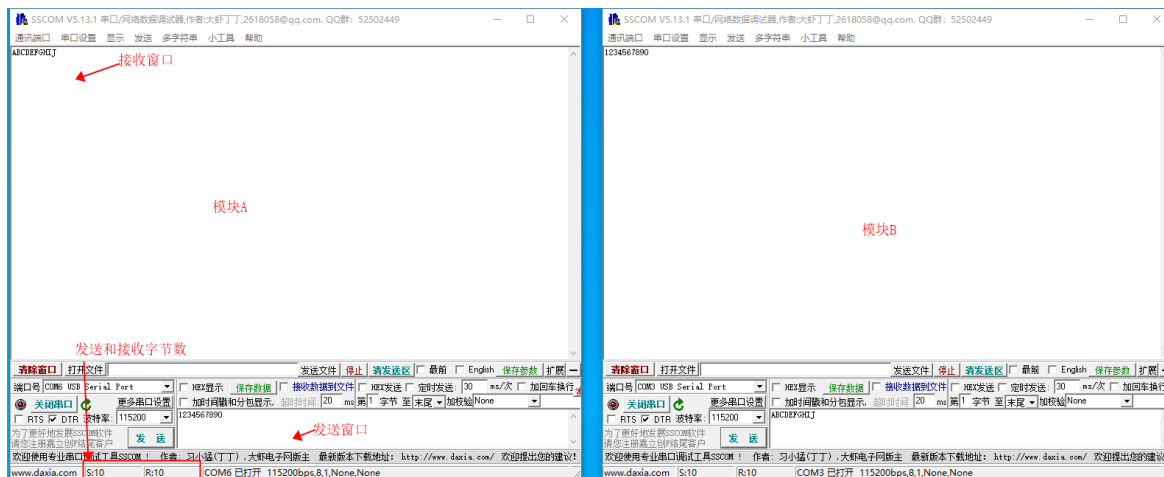 SSCOM V5.13.1 串口/网络数据调试器,作者:大虾丁丁,2618058@qq.com. QQ群: 52502449
通讯端口 串口设置 显示 发送 多字符串 小工具 帮助
ABCDEFGHIJ
接收窗口
模块A
发送和接收字节数
清除窗口 打开文件 发送文件 停止 清发送区 最前 English 保存参数 扩展 —
端口号 COM6 USB Serial Port HEX显示 保存数据 接收数据到文件 HEX发送 定时发送: 30 ms/次 加回车换行
关闭串口 更多串口设置 加时间戳和分包显示, 超时时间: 20 ms 第1 字节 至 末尾 加校验 None
RTS DTR 波特率: 115200 1234567890
为了更好地发展SSCOM软件
请您注册嘉立创F结尾客户 发 送
发送窗口
欢迎使用专业串口调试工具SSCOM ! 作者: 习小猛(丁丁),大虾电子网版主 最新版本下载地址: http://www.daxia.com/ 欢迎提出您的建议!
www.daxia.com S:10 R:10 COM6 已打开 115200bps,8,1,None,None
SSCOM V5.13.1 串口/网络数据调试器,作者:大虾丁丁,2618058@qq.com. QQ群: 52502449
通讯端口 串口设置 显示 发送 多字符串 小工具 帮助
1234567890
模块B
清除窗口 打开文件 发送文件 停止 清发送区 最前 English 保存参数 扩展 —
端口号 COM3 USB Serial Port HEX显示 保存数据 接收数据到文件 HEX发送 定时发送: 30 ms/次 加回车换行
关闭串口 更多串口设置 加时间戳和分包显示, 超时时间: 20 ms 第1 字节 至 末尾 加校验 None
RTS DTR 波特率: 115200 ABCDEFGHIJ
为了更好地发展SSCOM软件
请您注册嘉立创F结尾客户 发 送
欢迎使用专业串口调试工具SSCOM ! 作者: 习小猛(丁丁),大虾电子网版主 最新版本下载地址: http://www.daxia.com/ 欢迎提出您的建议
www.daxia.com S:10 R:10 COM3 已打开 115200bps,8,1,None,None